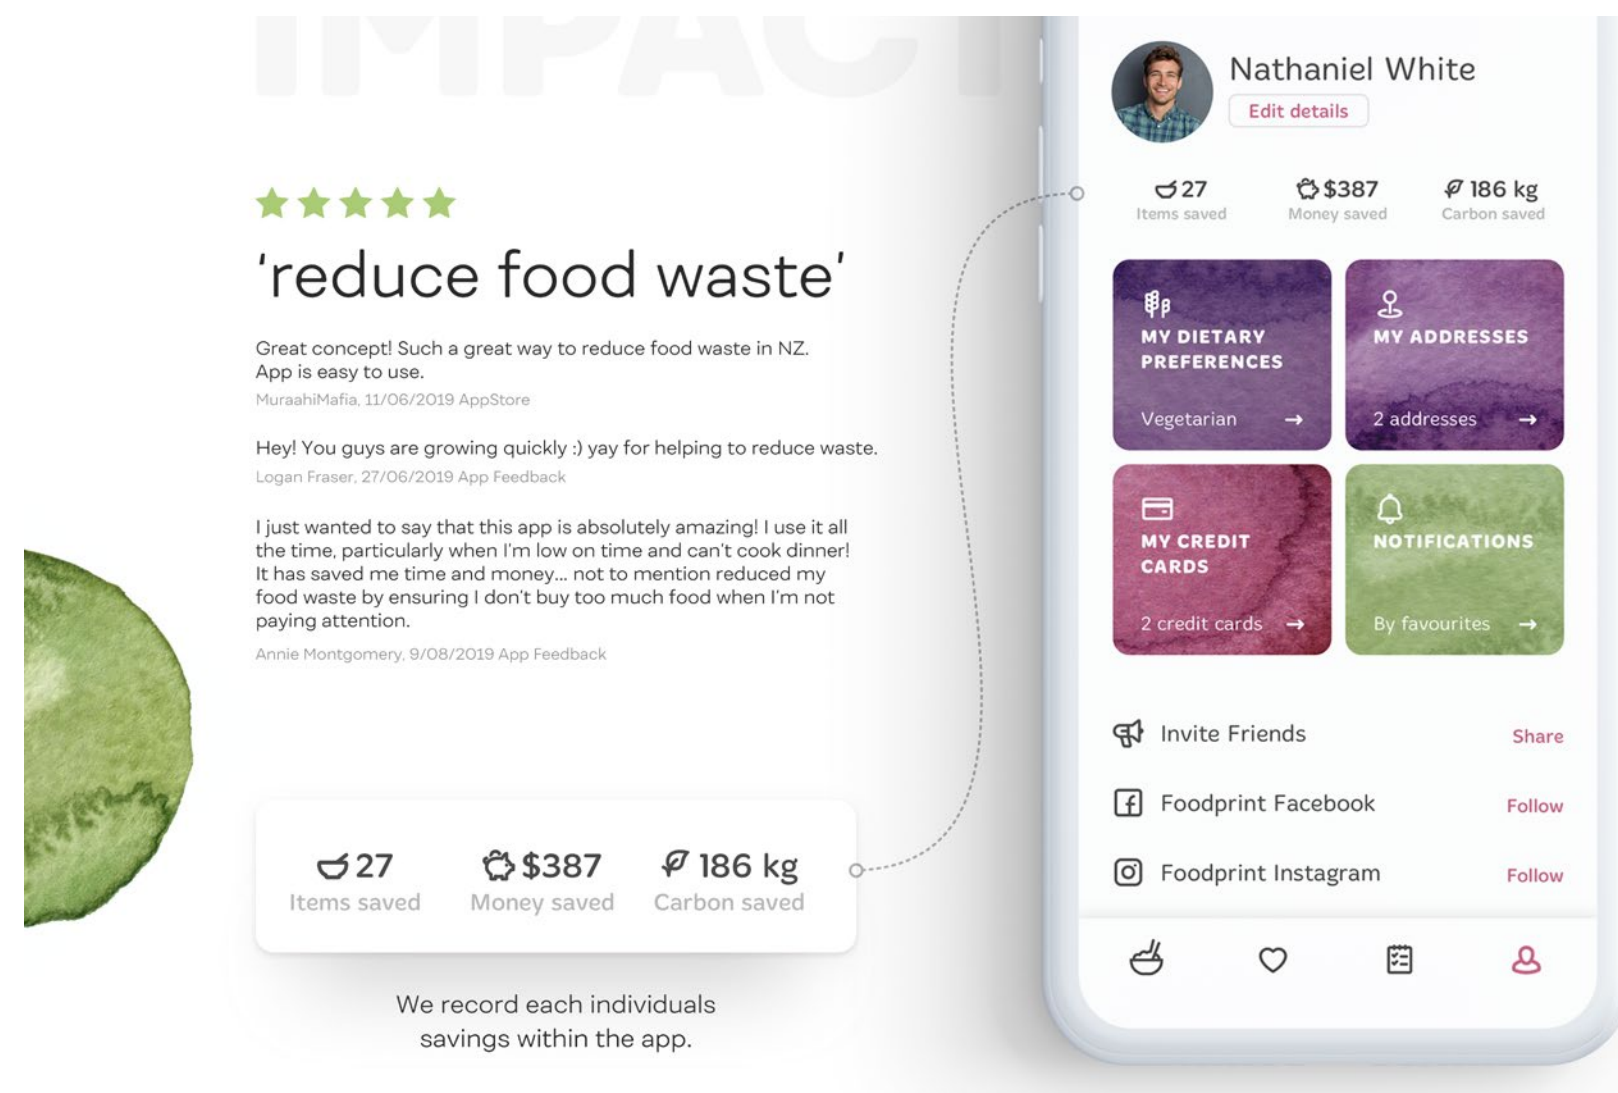 IMPACT
‘reduce food waste’
Great concept! Such a great way to reduce food waste in NZ.
App is easy to use.
MuraahiMafia, 11/06/2019 AppStore
Hey! You guys are growing quickly :) yay for helping to reduce waste.
Logan Fraser, 27/06/2019 App Feedback
I just wanted to say that this app is absolutely amazing! I use it all
the time, particularly when I'm low on time and can't cook dinner!
It has saved me time and money... not to mention reduced my
food waste by ensuring I don't buy too much food when I'm not
paying attention.
Annie Montgomery, 9/08/2019 App Feedback
27 $387 186 kg
Items saved Money saved Carbon saved
We record each individuals
savings within the app.
Nathaniel White
Edit details
27 $387 186 kg
Items saved Money saved Carbon saved
MY DIETARY
PREFERENCES
Vegetarian →
MY ADDRESSES
2 addresses →
MY CREDIT
CARDS
2 credit cards →
NOTIFICATIONS
By favourites →
Invite Friends Share
Foodprint Facebook Follow
Foodprint Instagram Follow